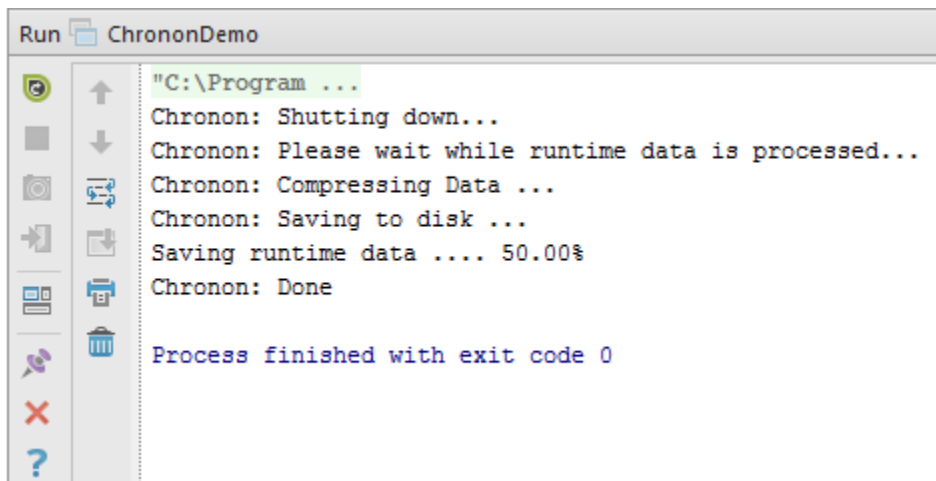 Run ChrononDemo
"C:\Program ...
Chronon: Shutting down...
Chronon: Please wait while runtime data is processed...
Chronon: Compressing Data ...
Chronon: Saving to disk ...
Saving runtime data .... 50.00%
Chronon: Done
Process finished with exit code 0